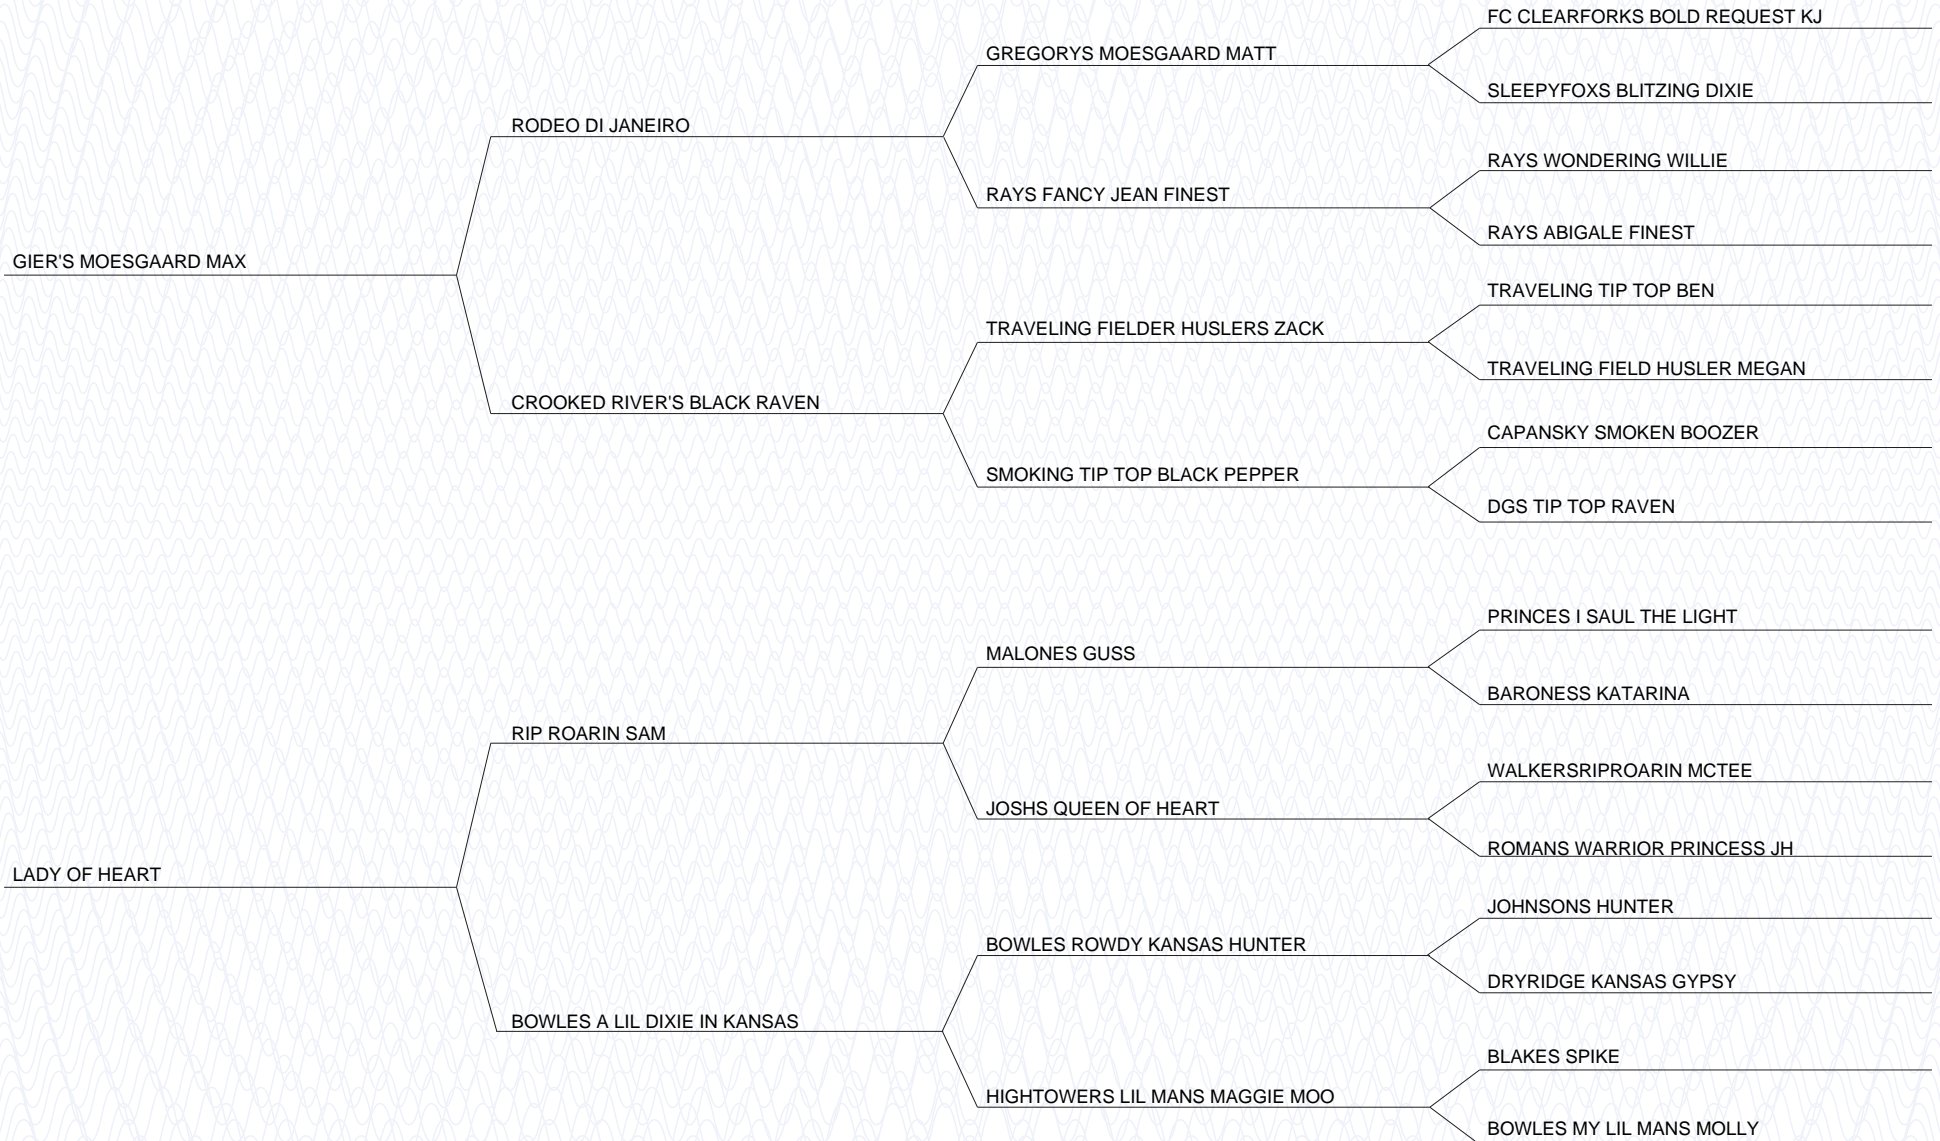 FC CLEARFORKS BOLD REQUEST KJ
GREGORYS MOESGAARD MATT
SLEEPYFOXS BLITZING DIXIE
RODEO DI JANEIRO
RAYS WONDERING WILLIE
RAYS FANCY JEAN FINEST
RAYS ABIGALE FINEST
GIER'S MOESGAARD MAX
TRAVELING TIP TOP BEN
TRAVELING FIELDER HUSLERS ZACK
TRAVELING FIELD HUSLER MEGAN
CROOKED RIVER'S BLACK RAVEN
CAPANSKY SMOKEN BOOZER
SMOKING TIP TOP BLACK PEPPER
DGS TIP TOP RAVEN
PRINCES I SAUL THE LIGHT
MALONES GUSS
BARONESS KATARINA
RIP ROARIN SAM
WALKERSRIPROARIN MCTEE
JOSHS QUEEN OF HEART
ROMANS WARRIOR PRINCESS JH
LADY OF HEART
JOHNSONS HUNTER
BOWLES ROWDY KANSAS HUNTER
DRYRIDGE KANSAS GYPSY
BOWLES A LIL DIXIE IN KANSAS
BLAKES SPIKE
HIGHTOWERS LIL MANS MAGGIE MOO
BOWLES MY LIL MANS MOLLY